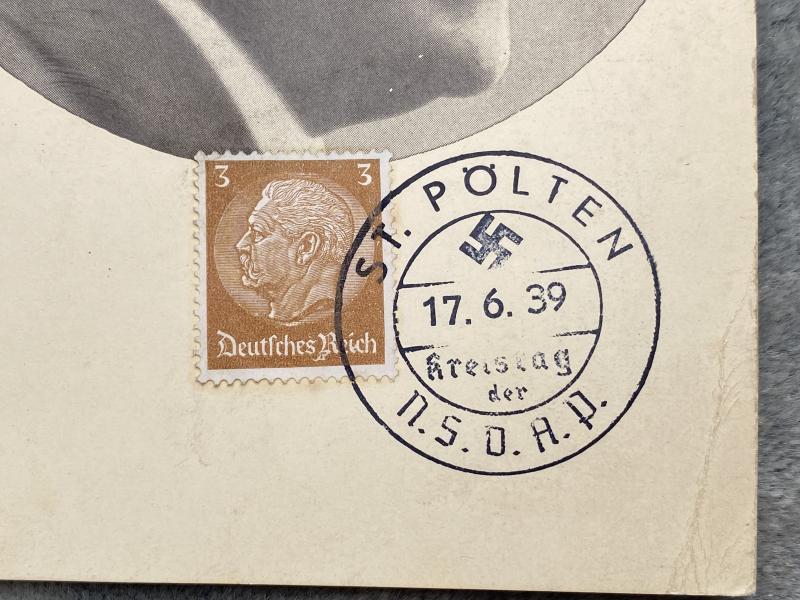 3 3
Deutsches Reich
ST. PÖLTEN
17. 6. 39
Kreistag
der
N.S.D.A.P.